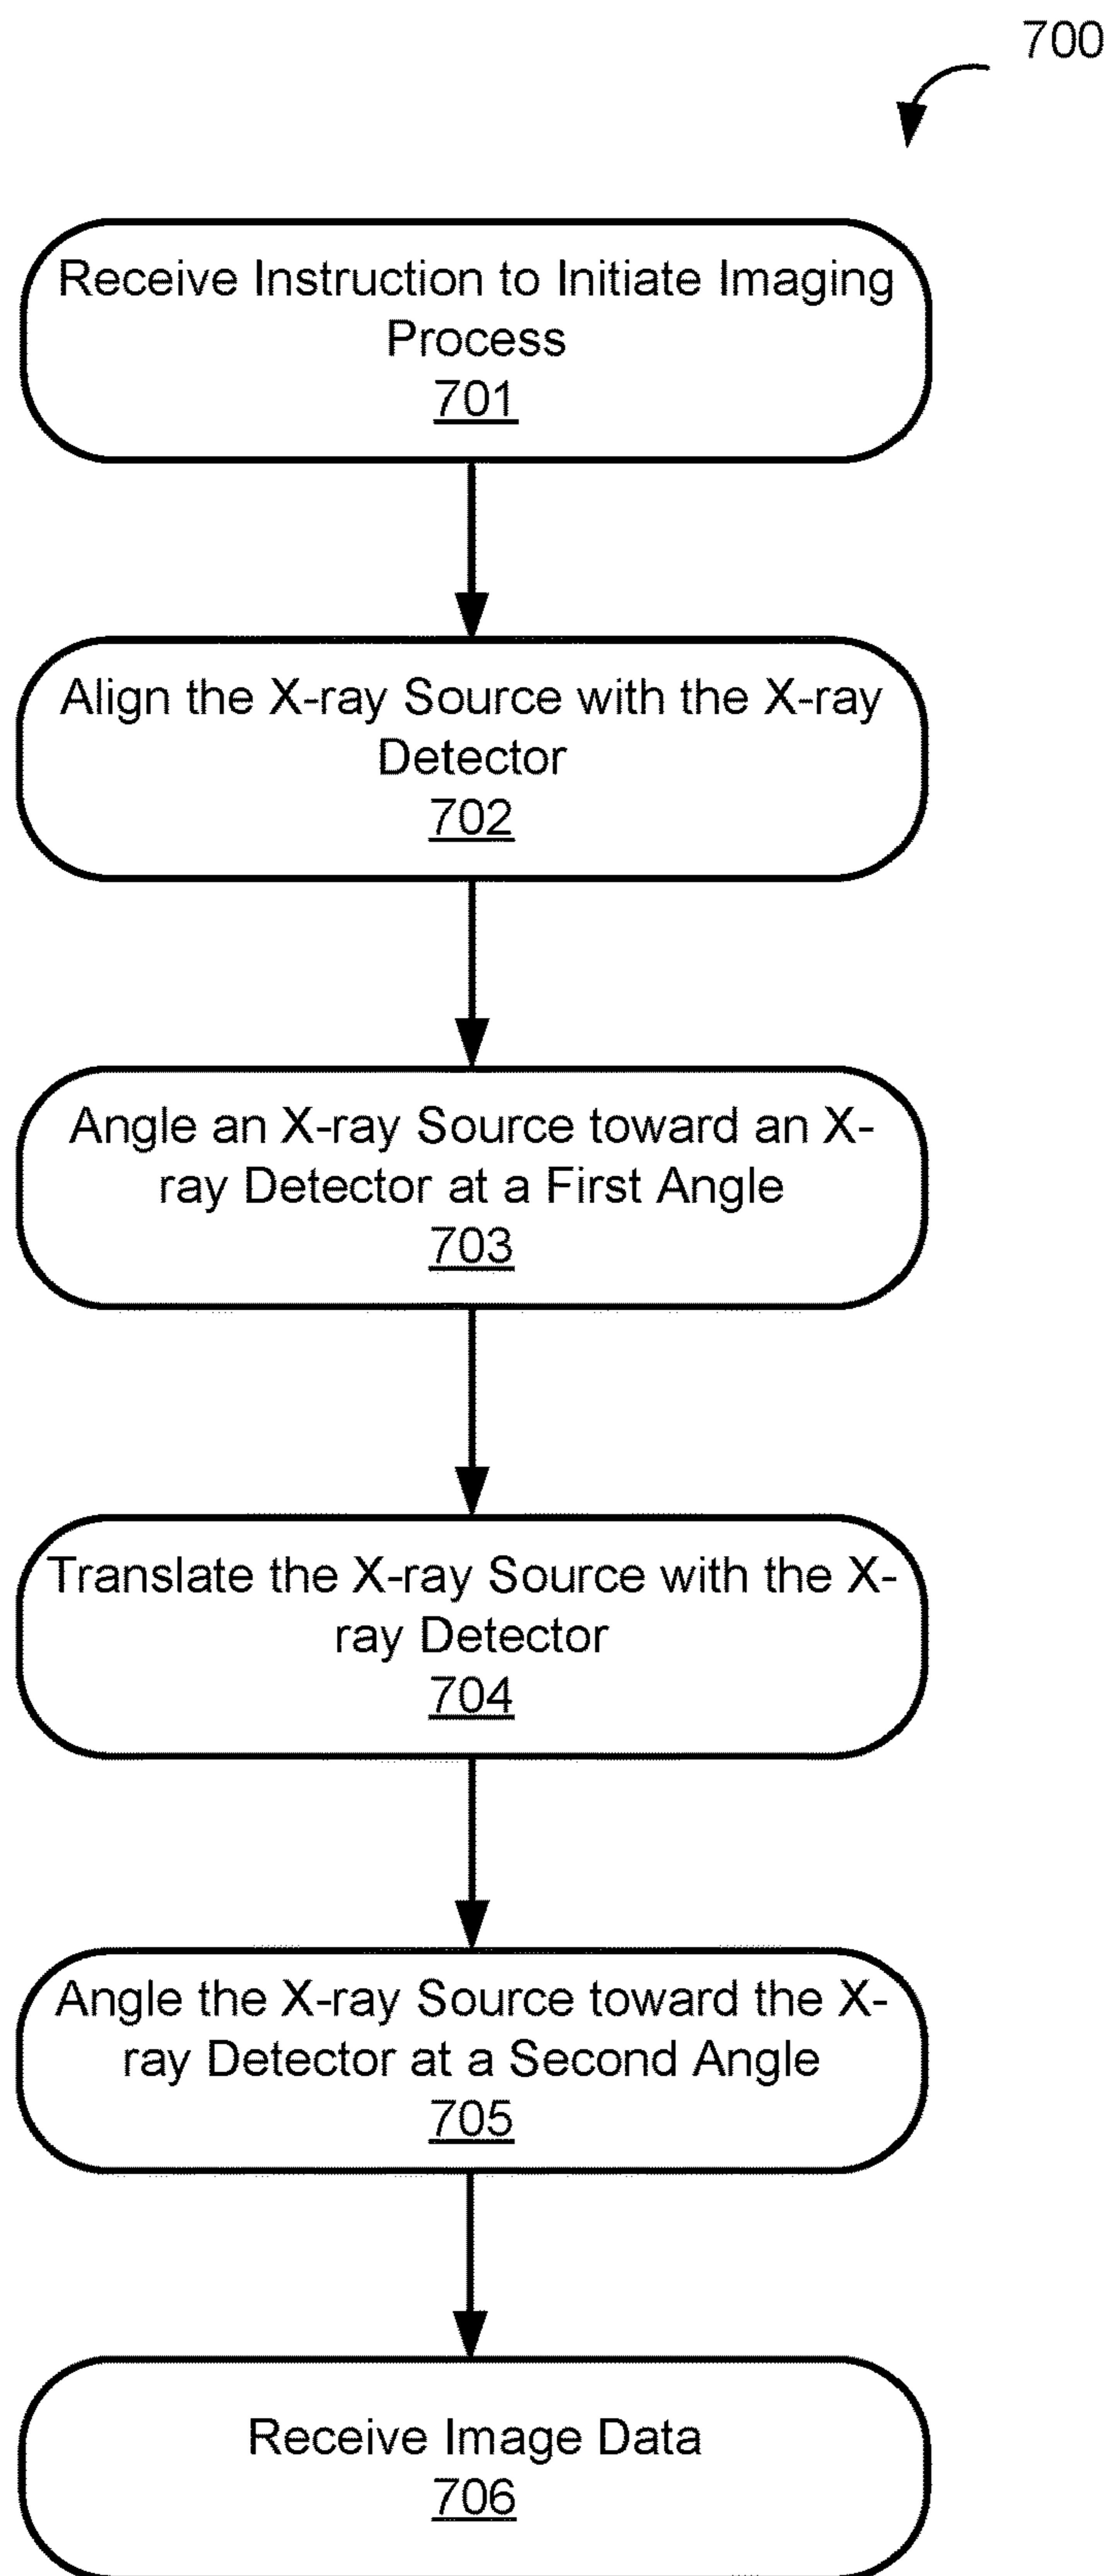 700
Receive Instruction to Initiate Imaging
Process
701
Align the X-ray Source with the X-ray
Detector
702
Angle an X-ray Source toward an X-
ray Detector at a First Angle
703
Translate the X-ray Source with the X-
ray Detector
704
Angle the X-ray Source toward the X-
ray Detector at a Second Angle
705
Receive Image Data
706